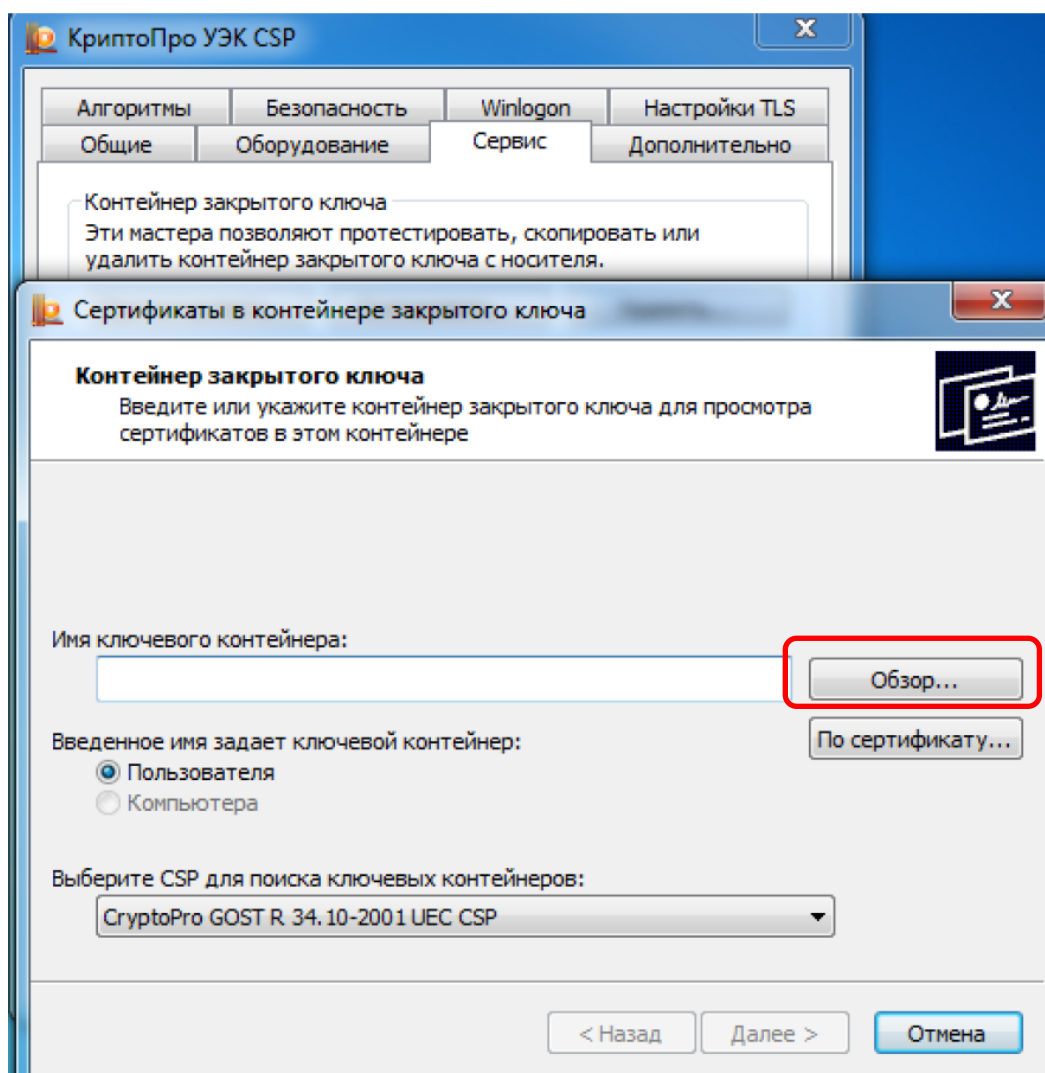 КриптоПро УЭК CSP
Алгоритмы Безопасность Winlogon Настройки TLS
Общие Оборудование Сервис Дополнительно
Контейнер закрытого ключа
Эти мастера позволяют протестировать, скопировать или
удалить контейнер закрытого ключа с носителя.
Сертификаты в контейнере закрытого ключа
Контейнер закрытого ключа
Введите или укажите контейнер закрытого ключа для просмотра
сертификатов в этом контейнере
Имя ключевого контейнера:
Обзор...
Введенное имя задает ключевой контейнер:
По сертификату...
Пользователя
Компьютера
Выберите CSP для поиска ключевых контейнеров:
CryptoPro GOST R 34.10-2001 UEC CSP
< Назад Далее > Отмена